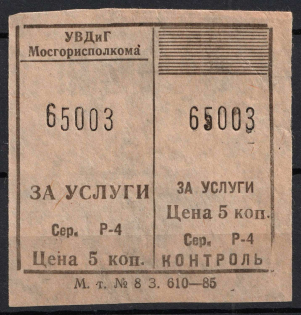 УВДиГ
Мосгорисполкома
65003
ЗА УСЛУГИ
Сер. Р-4
Цена 5 коп.
65003
ЗА УСЛУГИ
Цена 5 коп.
Сер. Р-4
КОНТРОЛЬ
М. т. № 8 З. 610—85